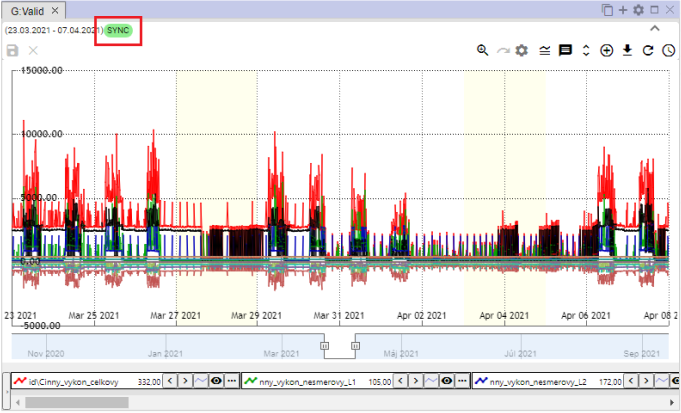 G:Valid
(23.03.2021 - 07.04.2021) SYNC
15000.00
10000.00
5000.00
0.00
-5000.00
23 2021 Mar 25 2021 Mar 27 2021 Mar 29 2021 Mar 31 2021 Apr 02 2021 Apr 04 2021 Apr 06 2021 Apr 08 2
Nov 2020 Jan 2021 Mar 2021 Máj 2021 Júl 2021 Sep 2021
id\Cinny_vykon_celkovy 332,00 nny_vykon_nesmerovy_L1 105,00 nny_vykon_nesmerovy_L2 172,00